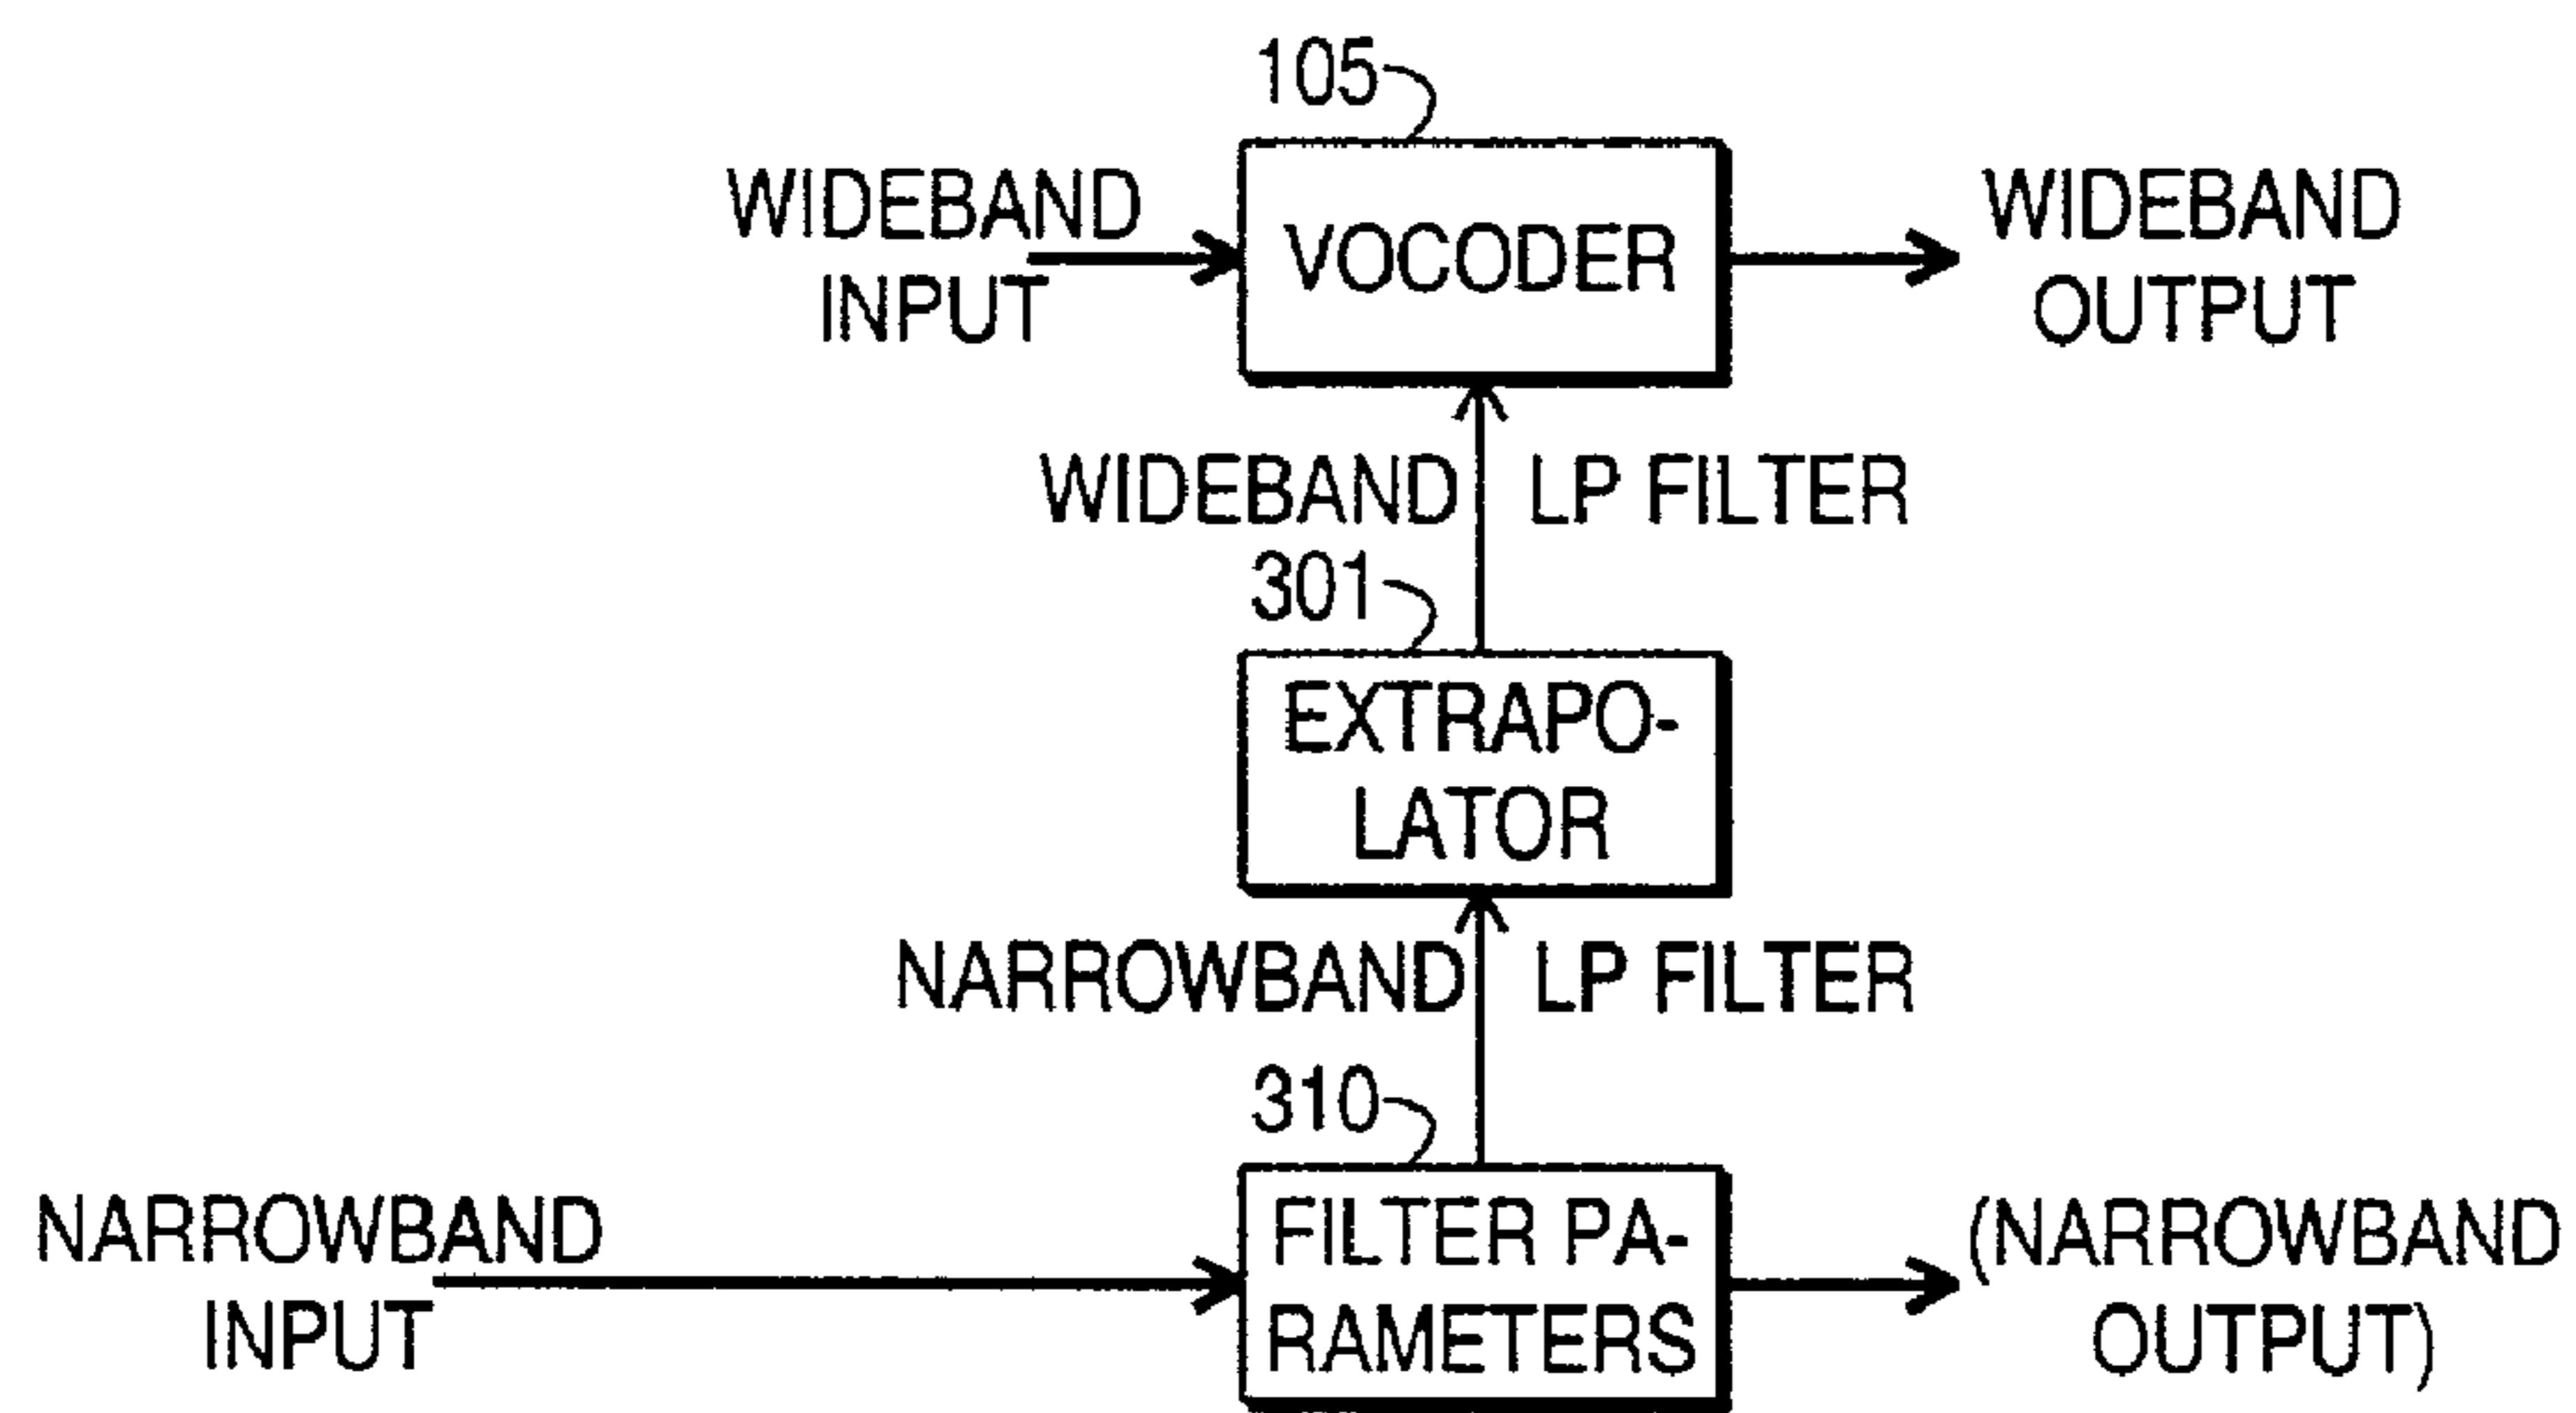 105
WIDEBAND
INPUT
VOCODER
WIDEBAND
OUTPUT
WIDEBAND LP FILTER
301
EXTRAPO-
LATOR
NARROWBAND LP FILTER
310
NARROWBAND
INPUT
FILTER PA-
RAMETERS
(NARROWBAND
OUTPUT)